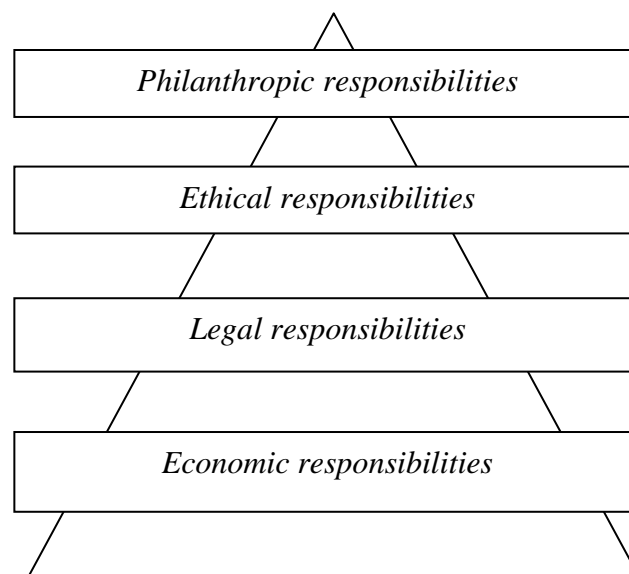 Philanthropic responsibilities
Ethical responsibilities
Legal responsibilities
Economic responsibilities